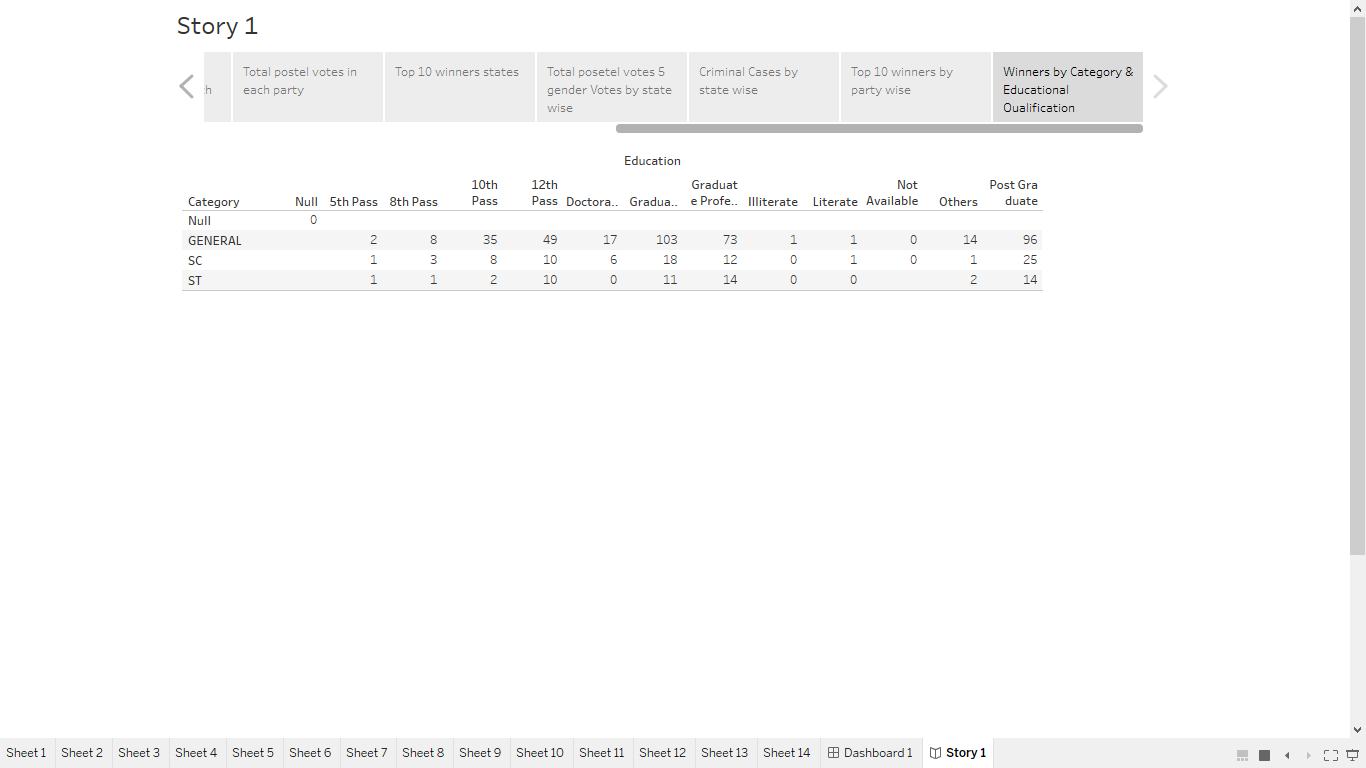 Story 1
Total postel votes in
each party
Top 10 winners states
Total posetel votes 5
gender Votes by state
wise
Criminal Cases by
state wise
Top 10 winners by
party wise
Winners by Category &
Educational
Qualification
Education
Category Null 5th Pass 8th Pass 10th Pass 12th Pass Doctora.. Gradua.. Graduat e Profe.. Illiterate Literate Not Available Others Post Gra duate
Null 0
GENERAL 2 8 35 49 17 103 73 1 1 0 14 96
SC 1 3 8 10 6 18 12 0 1 0 1 25
ST 1 1 2 10 0 11 14 0 0 2 14
Sheet 1 Sheet 2 Sheet 3 Sheet 4 Sheet 5 Sheet 6 Sheet 7 Sheet 8 Sheet 9 Sheet 10 Sheet 11 Sheet 12 Sheet 13 Sheet 14 Dashboard 1 Story 1